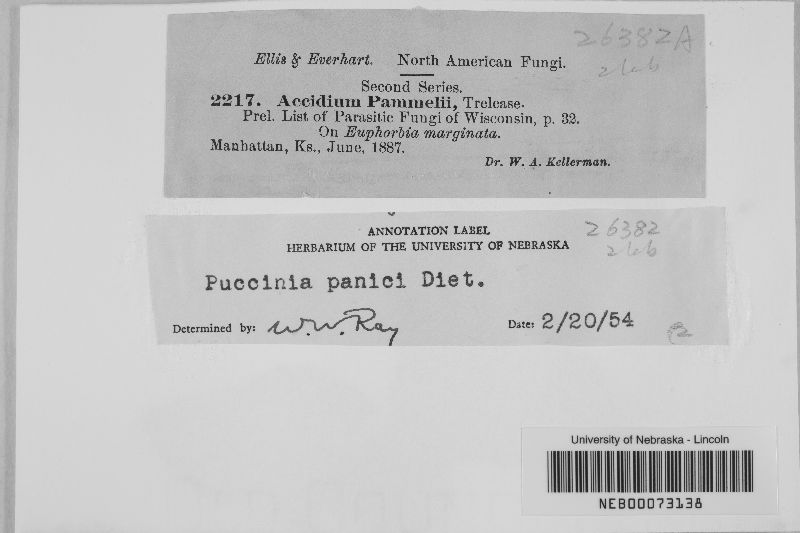 26382A
2 lab
Ellis & Everhart. North American Fungi.
Second Series.
2217. Aecidium Pammelii, Trelease.
Prel. List of Parasitic Fungi of Wisconsin, p. 32.
On Euphorbia marginata.
Manhattan, Ks., June, 1887.
Dr. W. A. Kellerman.
ANNOTATION LABEL
HERBARIUM OF THE UNIVERSITY OF NEBRASKA
26382
2 lab
Puccinia panici Diet.
Determined by: W.W. Ray Date: 2/20/54
University of Nebraska - Lincoln
NEB00073138